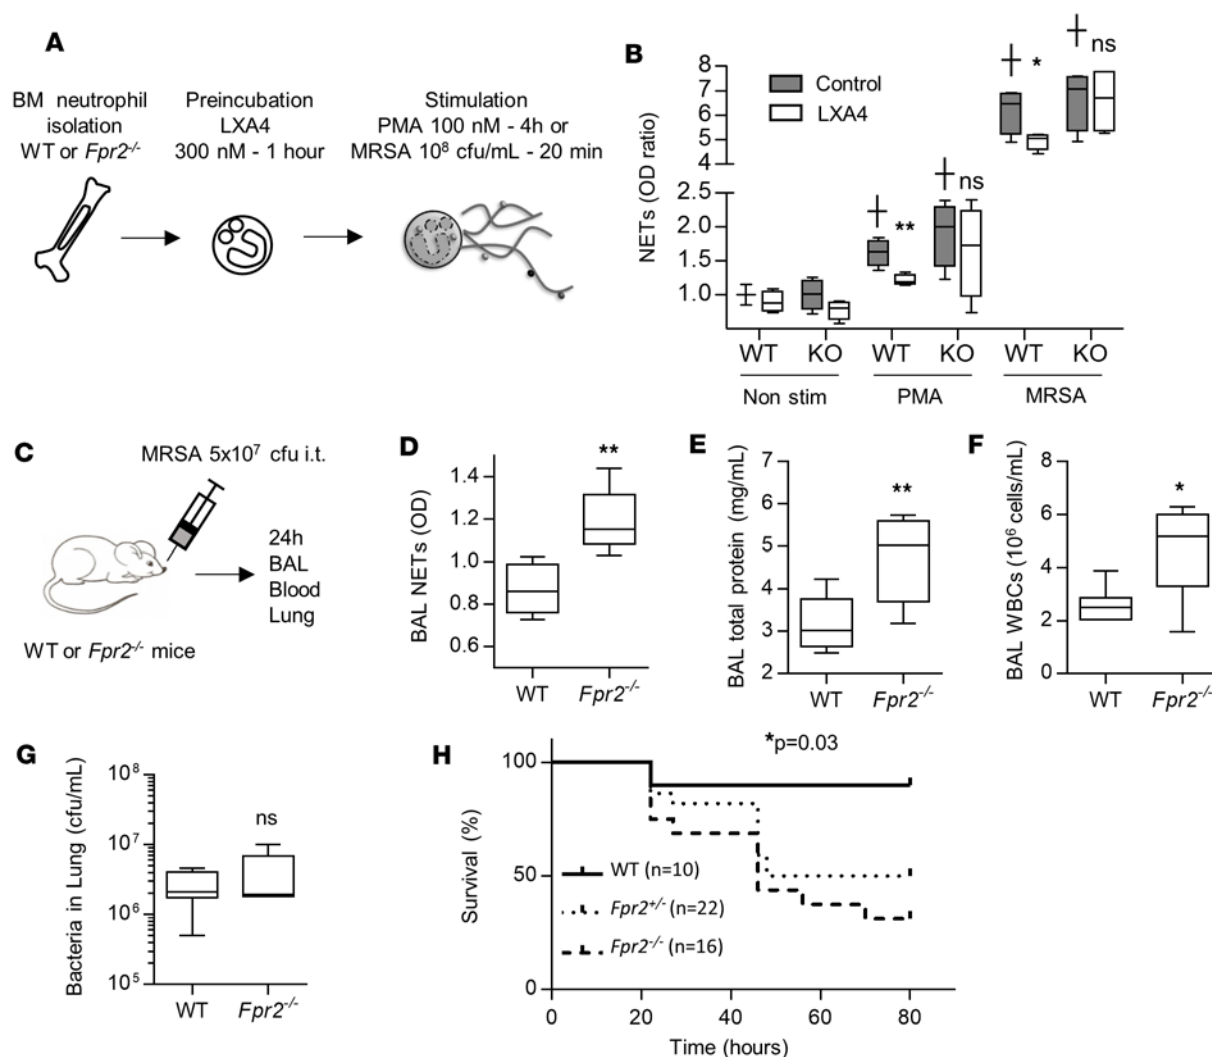 A
BM neutrophil
isolation
WT or Fpr2-/-
Preincubation
LXA4
300 nM - 1 hour
Stimulation
PMA 100 nM - 4h or
MRSA 10⁸ cfu/mL - 20 min
B
NETs (OD ratio)
8
7
6
5
4
2.5
2.0
1.5
1.0
Control
LXA4
**
ns
*
ns
WT
KO
WT
KO
WT
KO
Non stim
PMA
MRSA
C
MRSA 5x10⁷ cfu i.t.
24h
BAL
Blood
Lung
WT or Fpr2-/- mice
D
BAL NETs (OD)
1.4
1.2
1.0
0.8
0.6
**
WT
Fpr2-/-
E
BAL total protein (mg/mL)
7
6
5
4
3
2
**
WT
Fpr2-/-
F
BAL WBCs (10⁶ cells/mL)
8
6
4
2
0
*
WT
Fpr2-/-
G
Bacteria in Lung (cfu/mL)
10⁸
10⁷
10⁶
10⁵
ns
WT
Fpr2-/-
H
*p=0.03
Survival (%)
100
50
0
WT (n=10)
Fpr2+/- (n=22)
Fpr2-/- (n=16)
0
20
40
60
80
Time (hours)